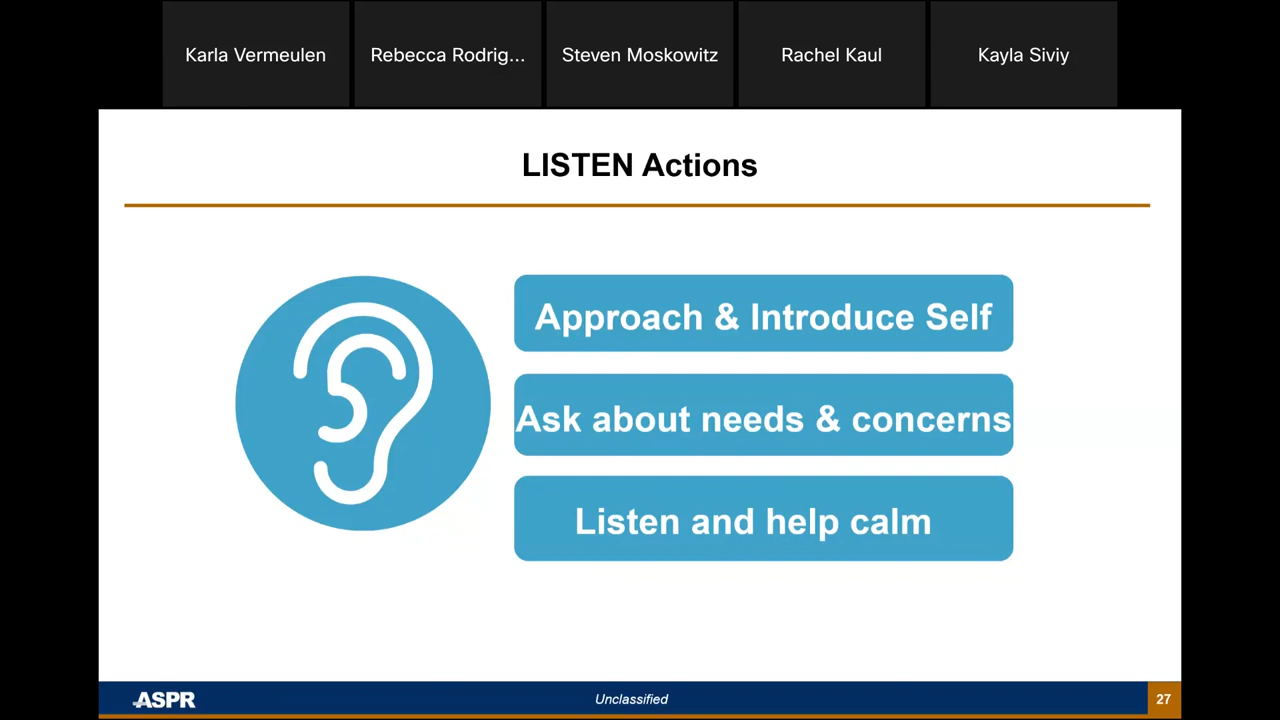 Karla Vermeulen
Rebecca Rodrig...
Steven Moskowitz
Rachel Kaul
Kayla Siviy
LISTEN Actions
Approach & Introduce Self
Ask about needs & concerns
Listen and help calm
ASPR
Unclassified
27